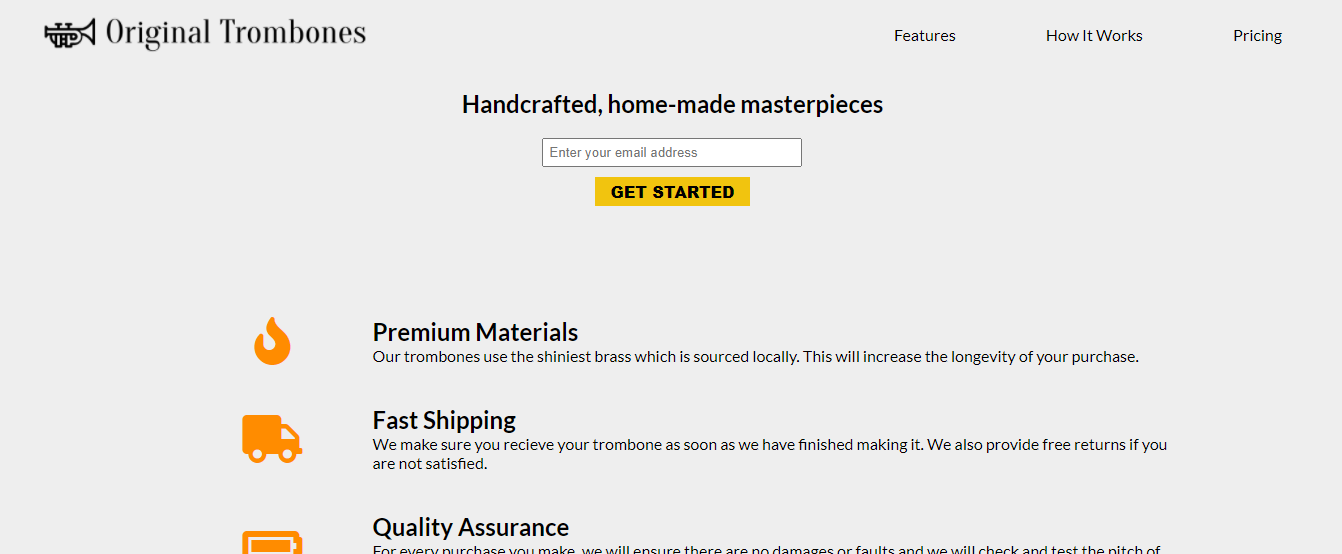 Original Trombones
Features
How It Works
Pricing
Handcrafted, home-made masterpieces
Enter your email address
GET STARTED
Premium Materials
Our trombones use the shiniest brass which is sourced locally. This will increase the longevity of your purchase.
Fast Shipping
We make sure you recieve your trombone as soon as we have finished making it. We also provide free returns if you
are not satisfied.
Quality Assurance
For every purchase you make, we will ensure there are no damages or faults and we will check and test the pitch of